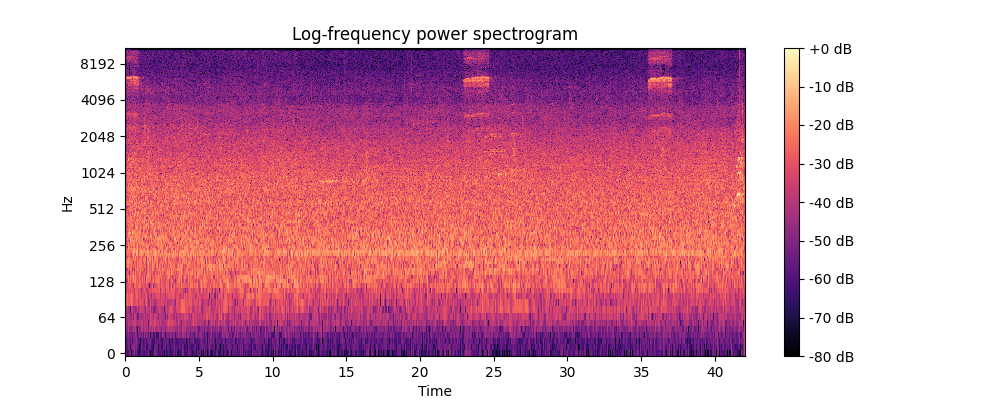 Log-frequency power spectrogram
Hz
8192
4096
2048
1024
512
256
128
64
0
0 5 10 15 20 25 30 35 40
Time
+0 dB
-10 dB
-20 dB
-30 dB
-40 dB
-50 dB
-60 dB
-70 dB
-80 dB